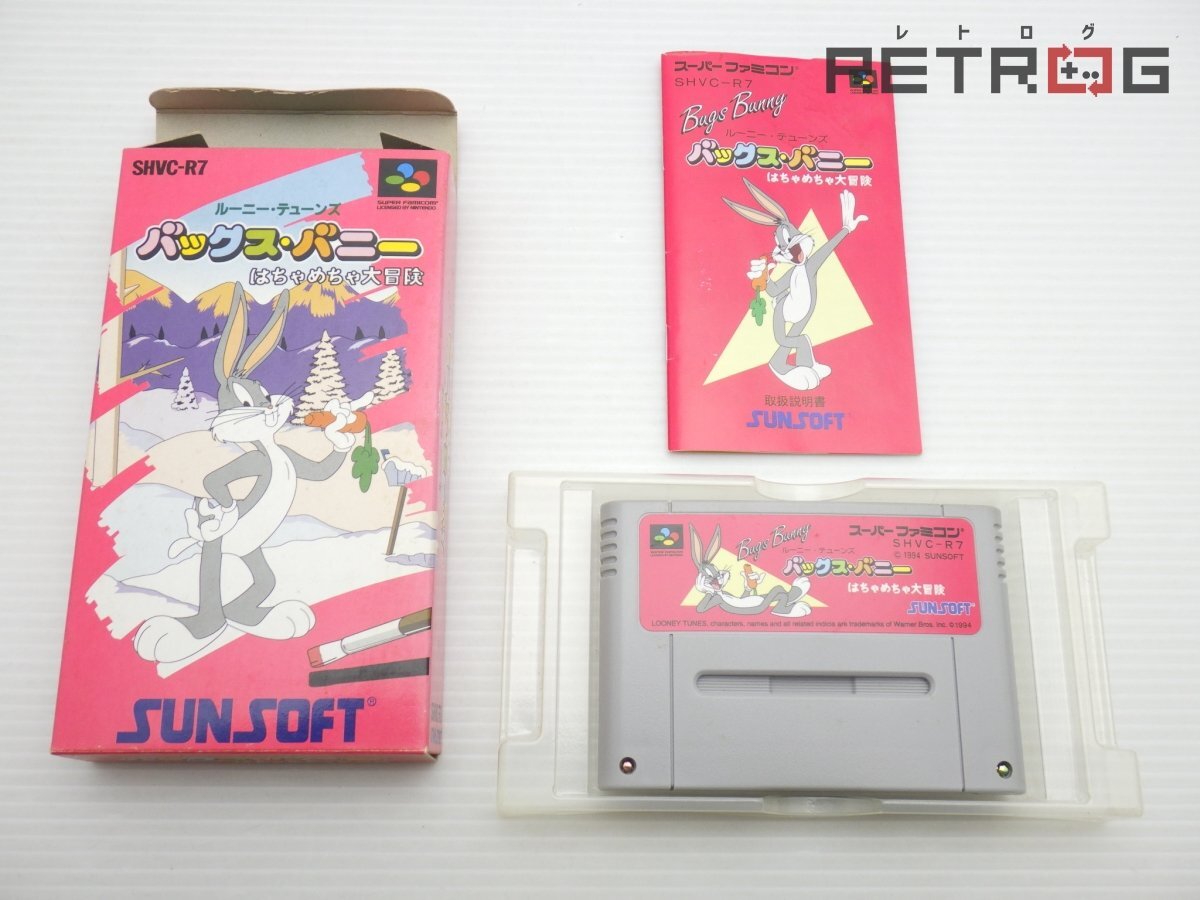 レトログ
RETROG
SHVC-R7
SUPER FAMICOM
LICENSED BY NINTENDO
ルーニー・テューンズ
バックス・バニー
はちゃめちゃ大冒険
SUNSOFT®
スーパーファミコン
SHVC-R7
Bugs Bunny
ルーニー・テューンズ
バックス・バニー
はちゃめちゃ大冒険
取扱説明書
SUNSOFT
Bugs Bunny
スーパーファミコン
SHVC-R7
© 1994 SUNSOFT
ルーニー・テューンズ
バックス・バニー
はちゃめちゃ大冒険
SUNSOFT
LOONEY TUNES, characters, names and all related indicia are trademarks of Warner Bros. Inc. ©1994